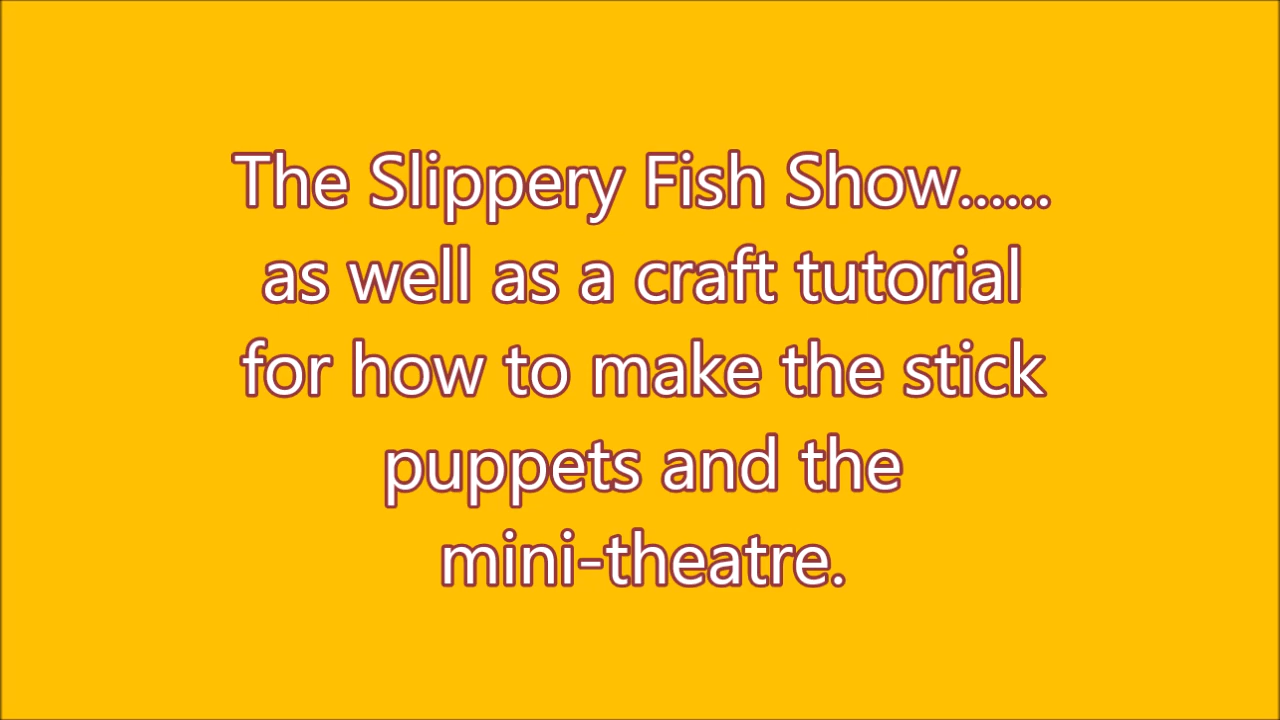 The Slippery Fish Show......
as well as a craft tutorial
for how to make the stick
puppets and the
mini-theatre.